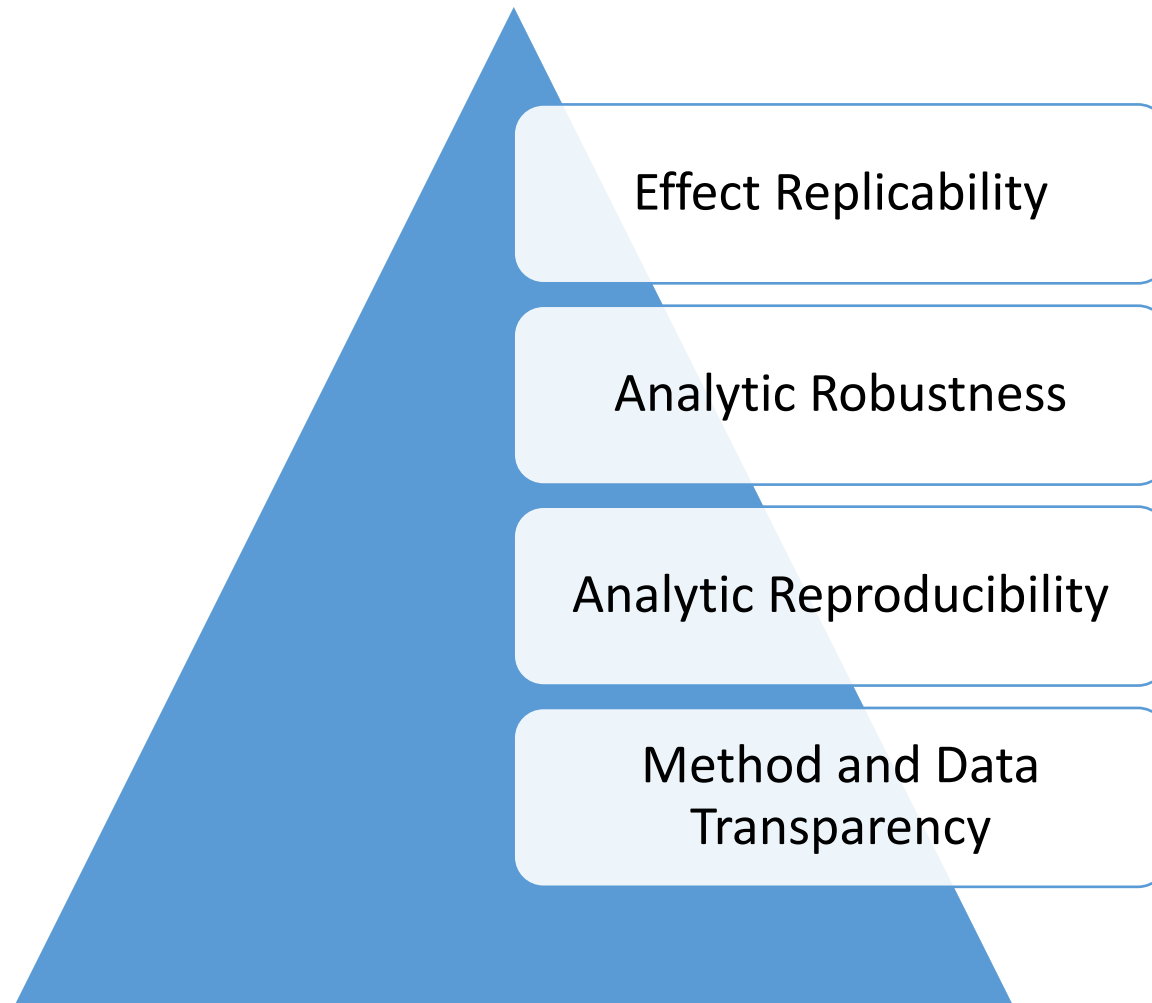 Effect Replicability
Analytic Robustness
Analytic Reproducibility
Method and Data
Transparency